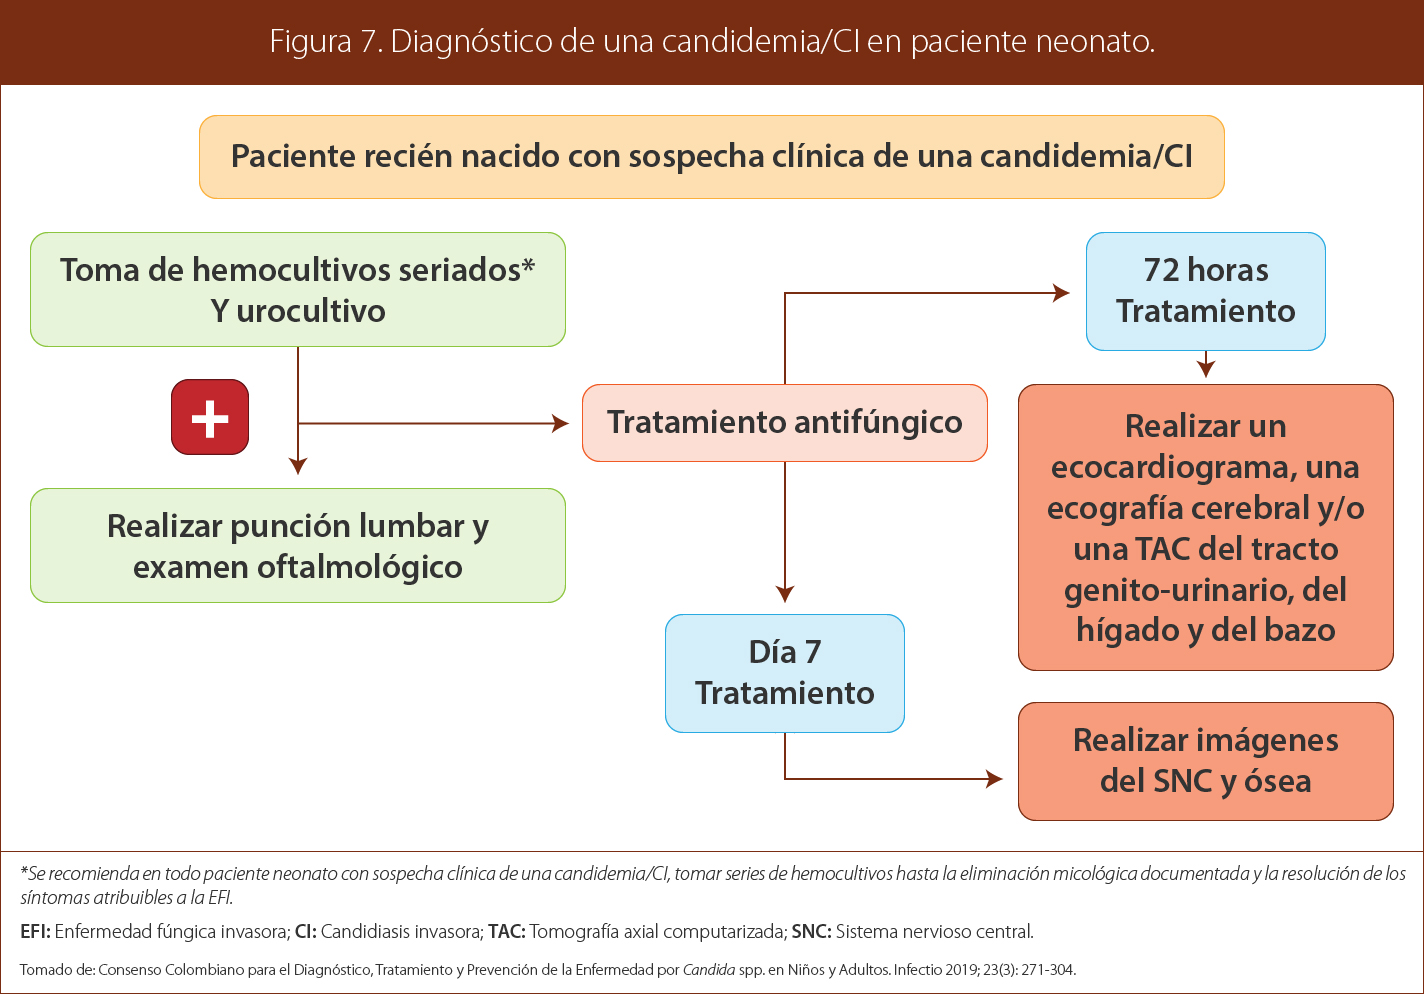 Figura 7. Diagnóstico de una candidemia/CI en paciente neonato.
Paciente recién nacido con sospecha clínica de una candidemia/CI
Toma de hemocultivos seriados*
Y urocultivo
+
Realizar punción lumbar y
examen oftalmológico
Tratamiento antifúngico
72 horas
Tratamiento
Realizar un
ecocardiograma, una
ecografía cerebral y/o
una TAC del tracto
genito-urinario, del
hígado y del bazo
Día 7
Tratamiento
Realizar imágenes
del SNC y ósea
*Se recomienda en todo paciente neonato con sospecha clínica de una candidemia/CI, tomar series de hemocultivos hasta la eliminación micológica documentada y la resolución de los
síntomas atribuibles a la EFI.
EFI: Enfermedad fúngica invasora; CI: Candidiasis invasora; TAC: Tomografía axial computarizada; SNC: Sistema nervioso central.
Tomado de: Consenso Colombiano para el Diagnóstico, Tratamiento y Prevención de la Enfermedad por Candida spp. en Niños y Adultos. Infectio 2019; 23(3): 271-304.